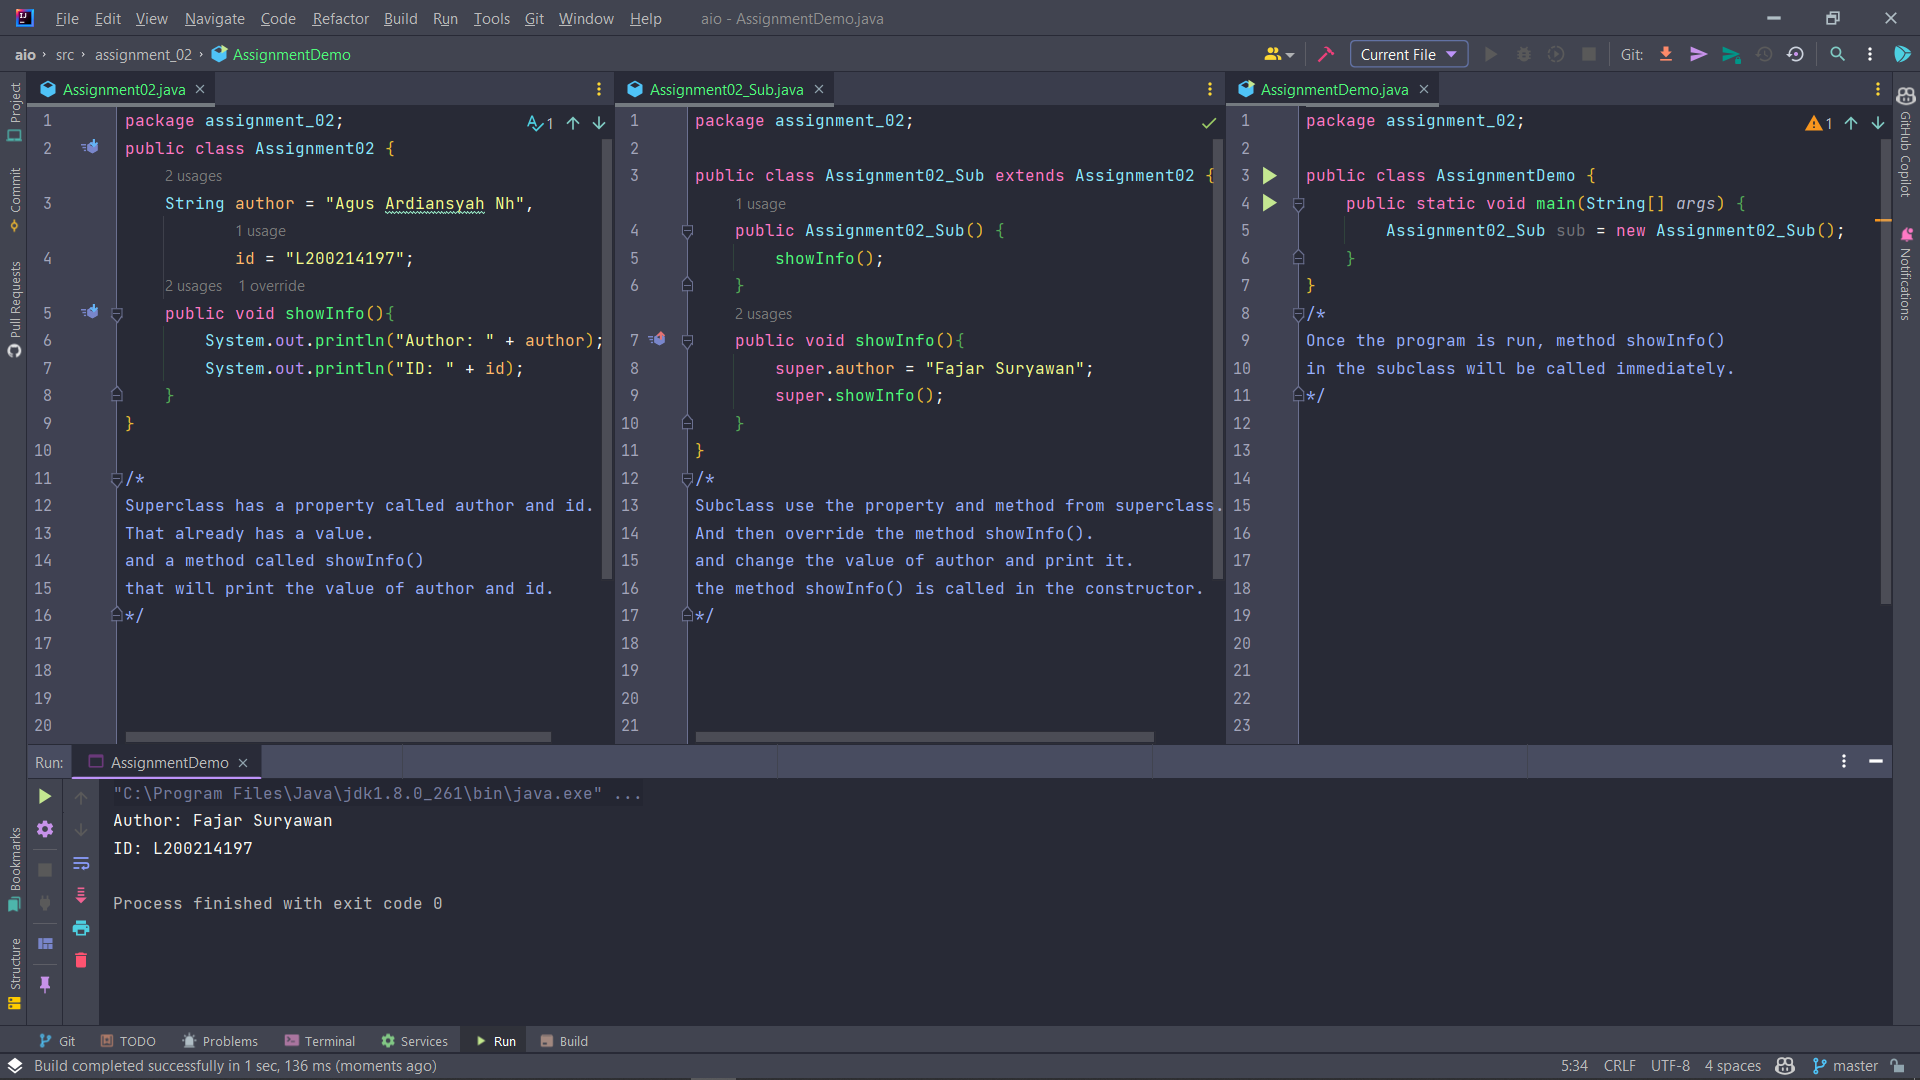 File Edit View Navigate Code Refactor Build Run Tools Git Window Help aio - AssignmentDemo.java
aio src assignment_02 AssignmentDemo Current File Git:
Project
Commit
Pull Requests
Bookmarks
Structure
Assignment02.java
1 package assignment_02;
2 public class Assignment02 {
2 usages
3 String author = "Agus Ardiansyah Nh",
1 usage
4 id = "L200214197";
2 usages 1 override
5 public void showInfo(){
6 System.out.println("Author: " + author);
7 System.out.println("ID: " + id);
8 }
9 }
10
11 /*
12 Superclass has a property called author and id.
13 That already has a value.
14 and a method called showInfo()
15 that will print the value of author and id.
16 */
17
18
19
20
1
Assignment02_Sub.java
1 package assignment_02;
2
3 public class Assignment02_Sub extends Assignment02 {
1 usage
4 public Assignment02_Sub() {
5 showInfo();
6 }
2 usages
7 public void showInfo(){
8 super.author = "Fajar Suryawan";
9 super.showInfo();
10 }
11 }
12 /*
13 Subclass use the property and method from superclass.
14 And then override the method showInfo().
15 and change the value of author and print it.
16 the method showInfo() is called in the constructor.
17 */
18
19
20
21
AssignmentDemo.java
1 package assignment_02;
2
3 public class AssignmentDemo {
4 public static void main(String[] args) {
5 Assignment02_Sub sub = new Assignment02_Sub();
6 }
7 }
8 /*
9 Once the program is run, method showInfo()
10 in the subclass will be called immediately.
11 */
12
13
14
15
16
17
18
19
20
21
22
23
1
GitHub Copilot
Notifications
Run: AssignmentDemo
"C:\Program Files\Java\jdk1.8.0_261\bin\java.exe" ...
Author: Fajar Suryawan
ID: L200214197
Process finished with exit code 0
Git TODO Problems Terminal Services Run Build
Build completed successfully in 1 sec, 136 ms (moments ago) 5:34 CRLF UTF-8 4 spaces master